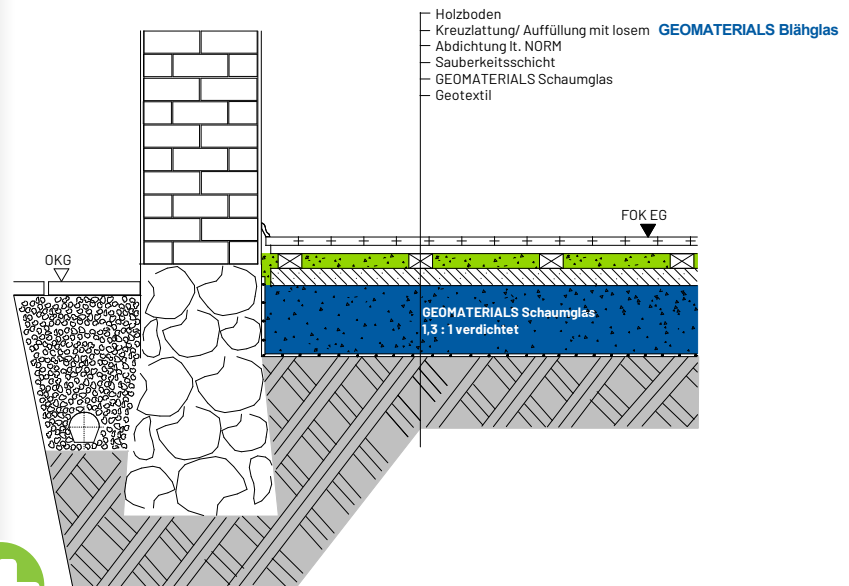 Holzboden
Kreuzlattung/ Auffüllung mit losem GEOMATERIALS Blähglas
Abdichtung lt. NORM
Sauberkeitsschicht
GEOMATERIALS Schaumglas
Geotextil
FOK EG
OKG
GEOMATERIALS Schaumglas
1,3 : 1 verdichtet